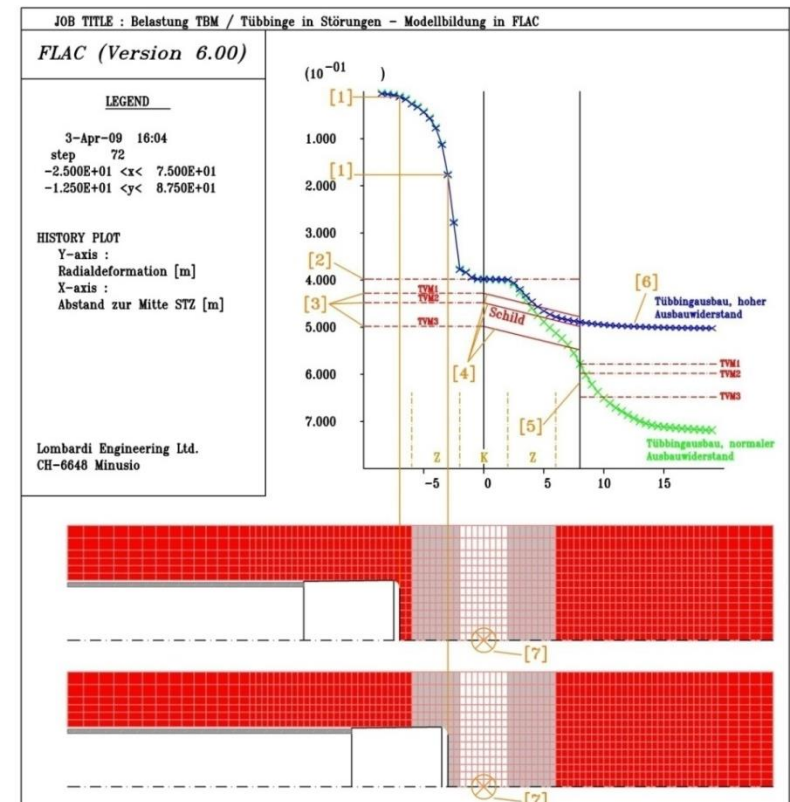 JOB TITLE : Belastung TBM / Tübbinge in Störungen - Modellbildung in FLAC
FLAC (Version 6.00)
LEGEND
3-Apr-09 16:04
step 72
-2.500E+01 <x< 7.500E+01
-1.250E+01 <y< 8.750E+01
HISTORY PLOT
Y-axis :
Radialdeformation [m]
X-axis :
Abstand zur Mitte STZ [m]
Lombardi Engineering Ltd.
CH-6648 Minusio
(10 -01 )
[1]
1.000
[1]
2.000
3.000
[2]
4.000
[3]
TVM1
TVM2
TVM3
5.000
6.000
7.000
Schild
[4]
[5]
[6]
Tübbingausbau, hoher
Ausbauwiderstand
TVM1
TVM2
TVM3
Tübbingausbau, normaler
Ausbauwiderstand
Z K Z
-5 0 5 10 15
[7]
[7]